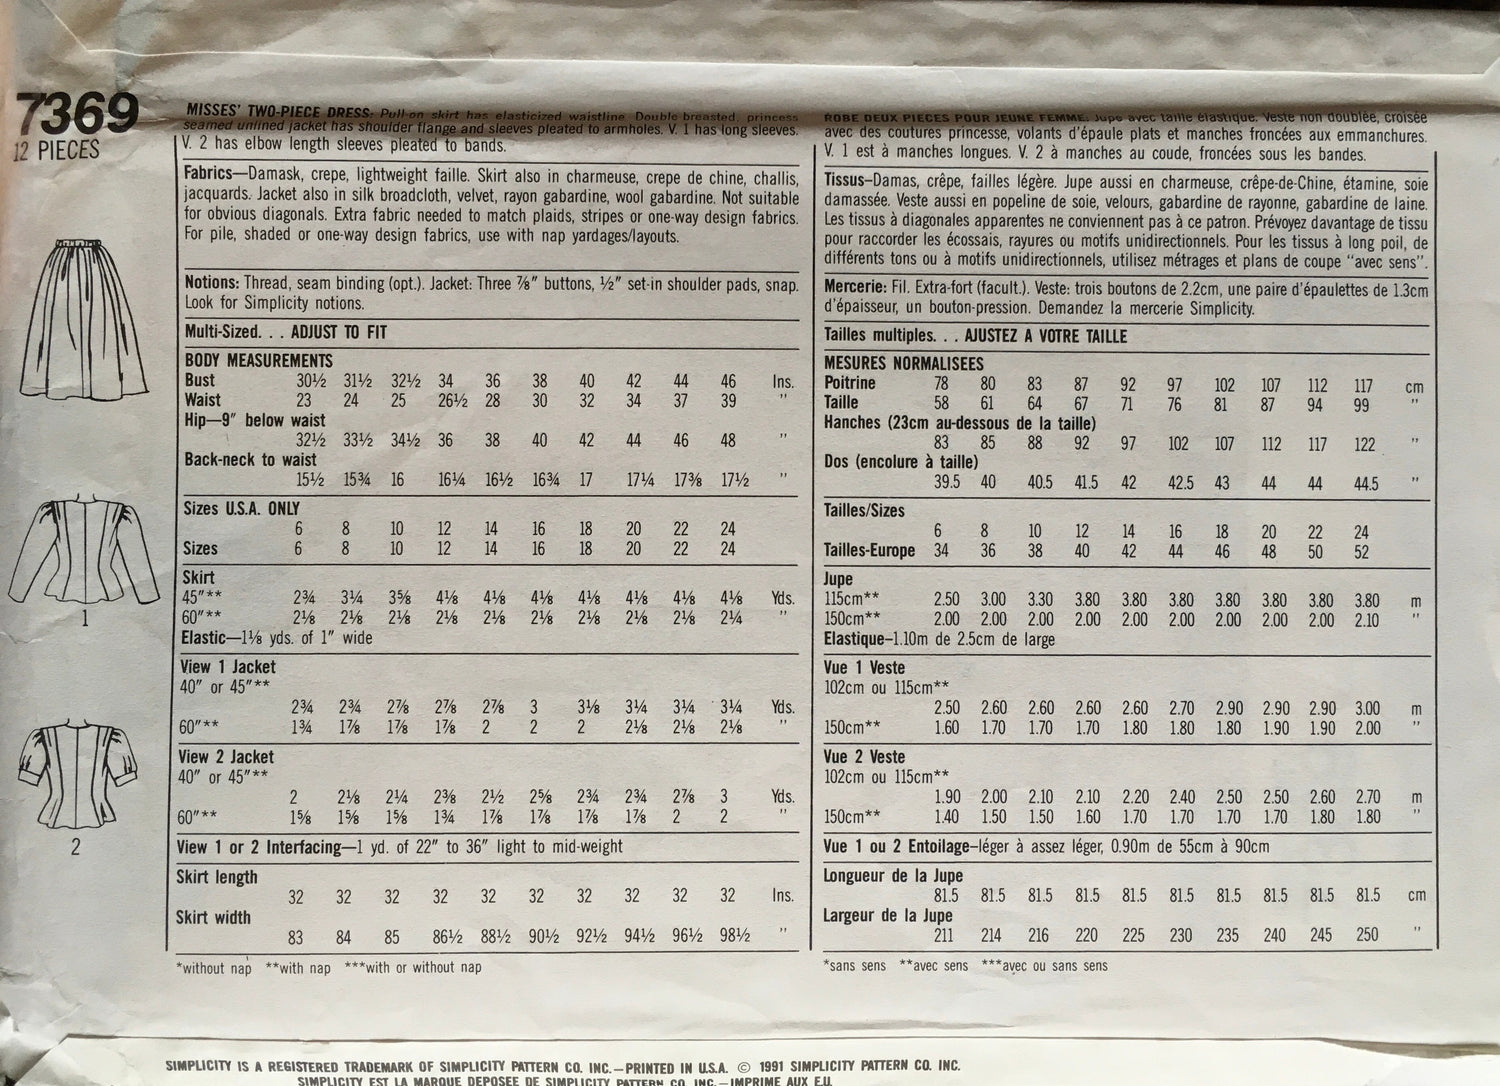 7369
12 PIECES
MISSES' TWO-PIECE DRESS: Pull-on skirt has elasticized waistline. Double breasted, princess
seamed unlined jacket has shoulder flange and sleeves pleated to armholes. V. 1 has long sleeves.
V. 2 has elbow length sleeves pleated to bands.
Fabrics—Damask, crepe, lightweight faille. Skirt also in charmeuse, crepe de chine, challis,
jacquards. Jacket also in silk broadcloth, velvet, rayon gabardine, wool gabardine. Not suitable
for obvious diagonals. Extra fabric needed to match plaids, stripes or one-way design fabrics.
For pile, shaded or one-way design fabrics, use with nap yardages/layouts.
Notions: Thread, seam binding (opt.). Jacket: Three ⅞" buttons, ½" set-in shoulder pads, snap.
Look for Simplicity notions.
Multi-Sized. . . ADJUST TO FIT
BODY MEASUREMENTS
Bust 30½ 31½ 32½ 34 36 38 40 42 44 46 Ins.
Waist 23 24 25 26½ 28 30 32 34 37 39 "
Hip—9" below waist
32½ 33½ 34½ 36 38 40 42 44 46 48 "
Back-neck to waist
15½ 15¾ 16 16¼ 16½ 16¾ 17 17¼ 17⅜ 17½ "
Sizes U.S.A. ONLY
6 8 10 12 14 16 18 20 22 24
Sizes 6 8 10 12 14 16 18 20 22 24
Skirt
45"** 2¾ 3¼ 3⅝ 4⅛ 4⅛ 4⅛ 4⅛ 4⅛ 4⅛ 4⅛ Yds.
60"** 2⅛ 2⅛ 2⅛ 2⅛ 2⅛ 2⅛ 2⅛ 2⅛ 2⅛ 2¼ "
Elastic—1⅛ yds. of 1" wide
View 1 Jacket
40" or 45"**
2¾ 2¾ 2⅞ 2⅞ 2⅞ 3 3⅛ 3¼ 3¼ 3¼ Yds.
60"** 1¾ 1⅞ 1⅞ 1⅞ 2 2 2 2⅛ 2⅛ 2⅛ "
View 2 Jacket
40" or 45"**
2 2⅛ 2¼ 2⅜ 2½ 2⅝ 2¾ 2¾ 2⅞ 3 Yds.
60"** 1⅝ 1⅝ 1⅝ 1¾ 1⅞ 1⅞ 1⅞ 1⅞ 2 2 "
View 1 or 2 Interfacing—1 yd. of 22" to 36" light to mid-weight
Skirt length
32 32 32 32 32 32 32 32 32 32 Ins.
Skirt width
83 84 85 86½ 88½ 90½ 92½ 94½ 96½ 98½ "
*without nap **with nap ***with or without nap
1
2
ROBE DEUX PIECES POUR JEUNE FEMME: Jupe avec taille élastique. Veste non doublée, croisée
avec des coutures princesse, volants d'épaule plats et manches froncées aux emmanchures.
V. 1 est à manches longues. V. 2 à manches au coude, froncées sous les bandes.
Tissus—Damas, crêpe, failles légère. Jupe aussi en charmeuse, crêpe-de-Chine, étamine, soie
damassée. Veste aussi en popeline de soie, velours, gabardine de rayonne, gabardine de laine.
Les tissus à diagonales apparentes ne conviennent pas à ce patron. Prévoyez davantage de tissu
pour raccorder les écossais, rayures ou motifs unidirectionnels. Pour les tissus à long poil, de
différents tons ou à motifs unidirectionnels, utilisez métrages et plans de coupe "avec sens".
Mercerie: Fil. Extra-fort (facult.). Veste: trois boutons de 2.2cm, une paire d'épaulettes de 1.3cm
d'épaisseur, un bouton-pression. Demandez la mercerie Simplicity.
Tailles multiples. . . AJUSTEZ A VOTRE TAILLE
MESURES NORMALISEES
Poitrine 78 80 83 87 92 97 102 107 112 117 cm
Taille 58 61 64 67 71 76 81 87 94 99 "
Hanches (23cm au-dessous de la taille)
83 85 88 92 97 102 107 112 117 122 "
Dos (encolure à taille)
39.5 40 40.5 41.5 42 42.5 43 44 44 44.5 "
Tailles/Sizes
6 8 10 12 14 16 18 20 22 24
Tailles-Europe 34 36 38 40 42 44 46 48 50 52
Jupe
115cm** 2.50 3.00 3.30 3.80 3.80 3.80 3.80 3.80 3.80 3.80 m
150cm** 2.00 2.00 2.00 2.00 2.00 2.00 2.00 2.00 2.00 2.10 "
Elastique—1.10m de 2.5cm de large
Vue 1 Veste
102cm ou 115cm**
2.50 2.60 2.60 2.60 2.60 2.70 2.90 2.90 2.90 3.00 m
150cm** 1.60 1.70 1.70 1.70 1.80 1.80 1.80 1.90 1.90 2.00 "
Vue 2 Veste
102cm ou 115cm**
1.90 2.00 2.10 2.10 2.20 2.40 2.50 2.50 2.60 2.70 m
150cm** 1.40 1.50 1.50 1.60 1.70 1.70 1.70 1.70 1.80 1.80 "
Vue 1 ou 2 Entoilage—léger à assez léger, 0.90m de 55cm à 90cm
Longueur de la Jupe
81.5 81.5 81.5 81.5 81.5 81.5 81.5 81.5 81.5 81.5 cm
Largeur de la Jupe
211 214 216 220 225 230 235 240 245 250 "
*sans sens **avec sens ***avec ou sans sens
SIMPLICITY IS A REGISTERED TRADEMARK OF SIMPLICITY PATTERN CO. INC.—PRINTED IN U.S.A. © 1991 SIMPLICITY PATTERN CO. INC.
SIMPLICITY EST LA MARQUE DEPOSEE DE SIMPLICITY PATTERN CO. INC.—IMPRIME AUX E.U.